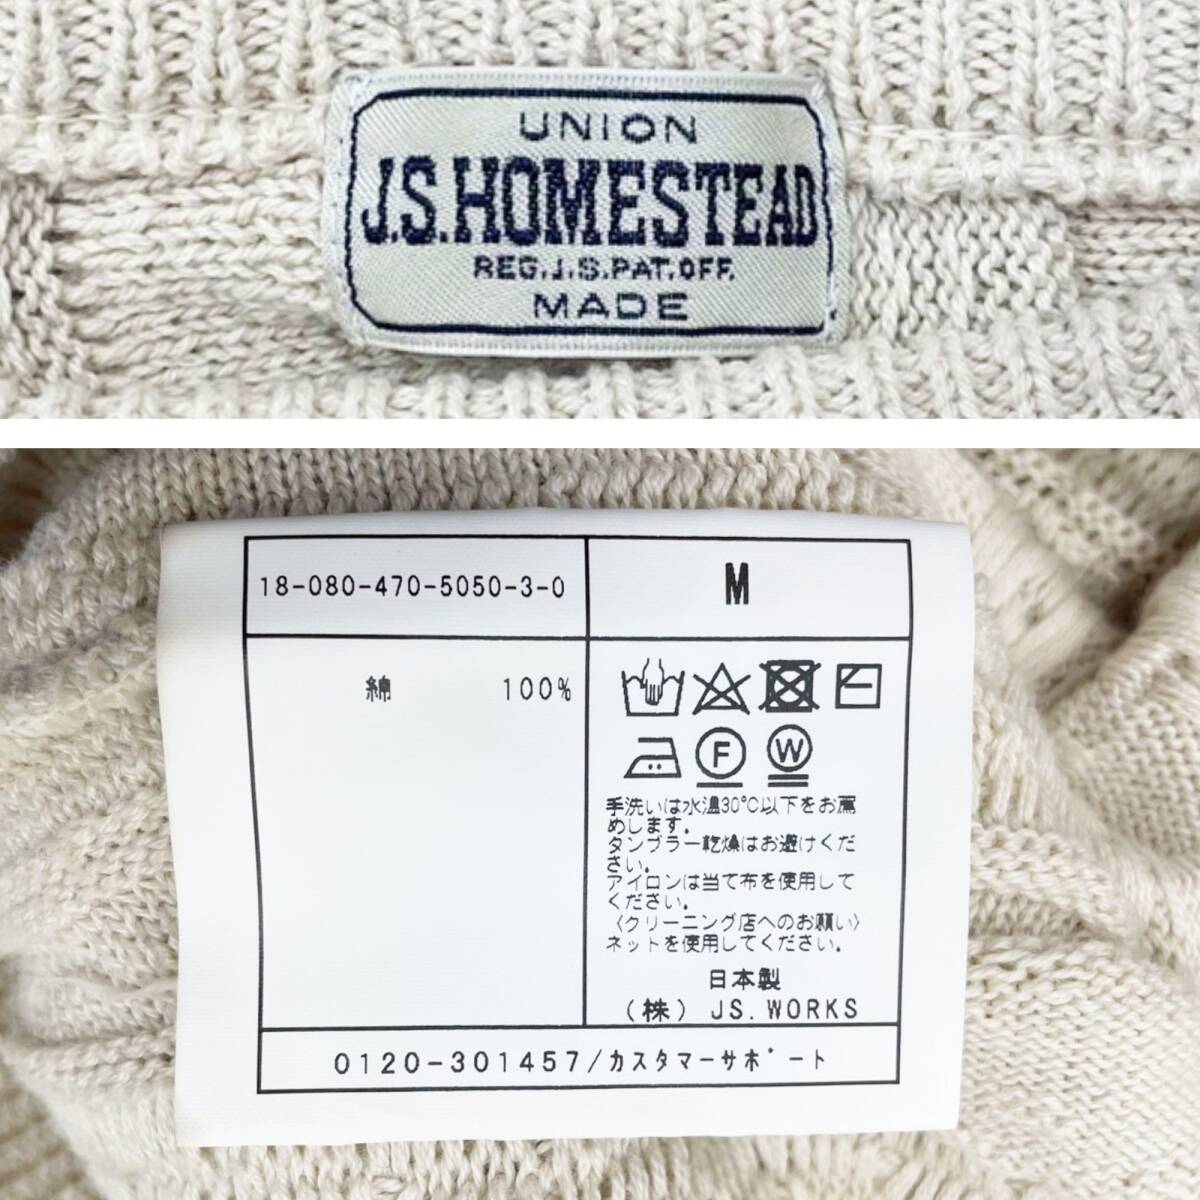 UNION
J.S.HOMESTEAD
REG.J.S.PAT.OFF.
MADE
18-080-470-5050-3-0
M
綿 100%
F
W
手洗いは水温30℃以下をお薦
めします.
タンブラー乾燥はお避けくだ
さい.
アイロンは当て布を使用して
ください.
〈クリーニング店へのお願い〉
ネットを使用してください.
日本製
(株) JS.WORKS
0120-301457/カスタマーサポート